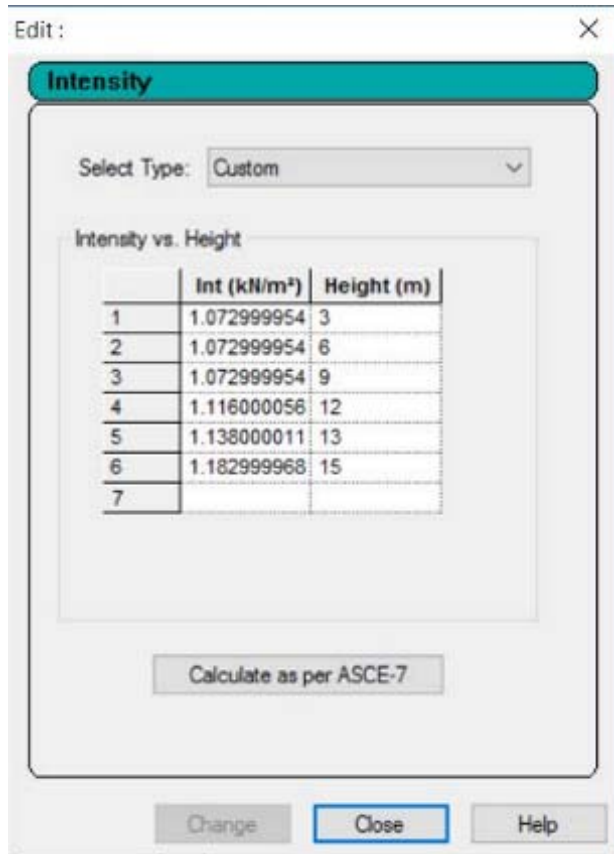 Edit :
Intensity
Select Type: Custom
Intensity vs. Height
Int (kN/m²) Height (m)
1 1.072999954 3
2 1.072999954 6
3 1.072999954 9
4 1.116000056 12
5 1.138000011 13
6 1.182999968 15
7
Calculate as per ASCE-7
Change Close Help